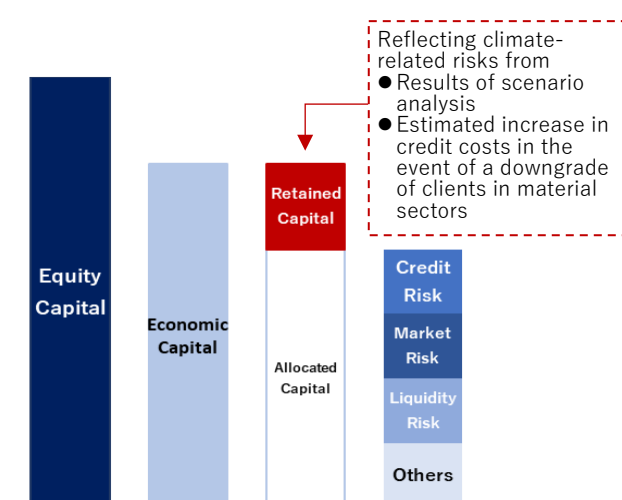 Reflecting climate-
related risks from
● Results of scenario
analysis
● Estimated increase in
credit costs in the
event of a downgrade
of clients in material
sectors
Equity
Capital
Economic
Capital
Retained
Capital
Allocated
Capital
Credit
Risk
Market
Risk
Liquidity
Risk
Others